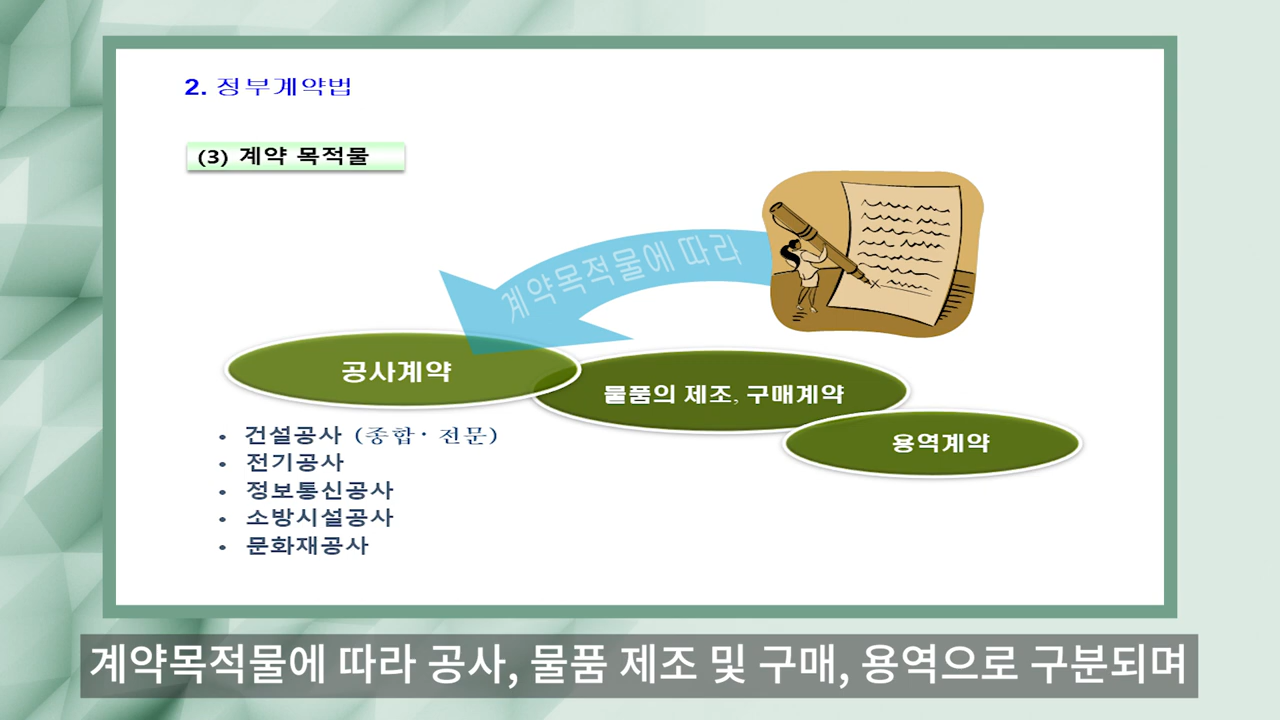 2. 정부계약법
(3) 계약 목적물
계약목적물에 따라
공사계약
물품의 제조, 구매계약
용역계약
• 건설공사 (종합· 전문)
• 전기공사
• 정보통신공사
• 소방시설공사
• 문화재공사
계약목적물에 따라 공사, 물품 제조 및 구매, 용역으로 구분되며